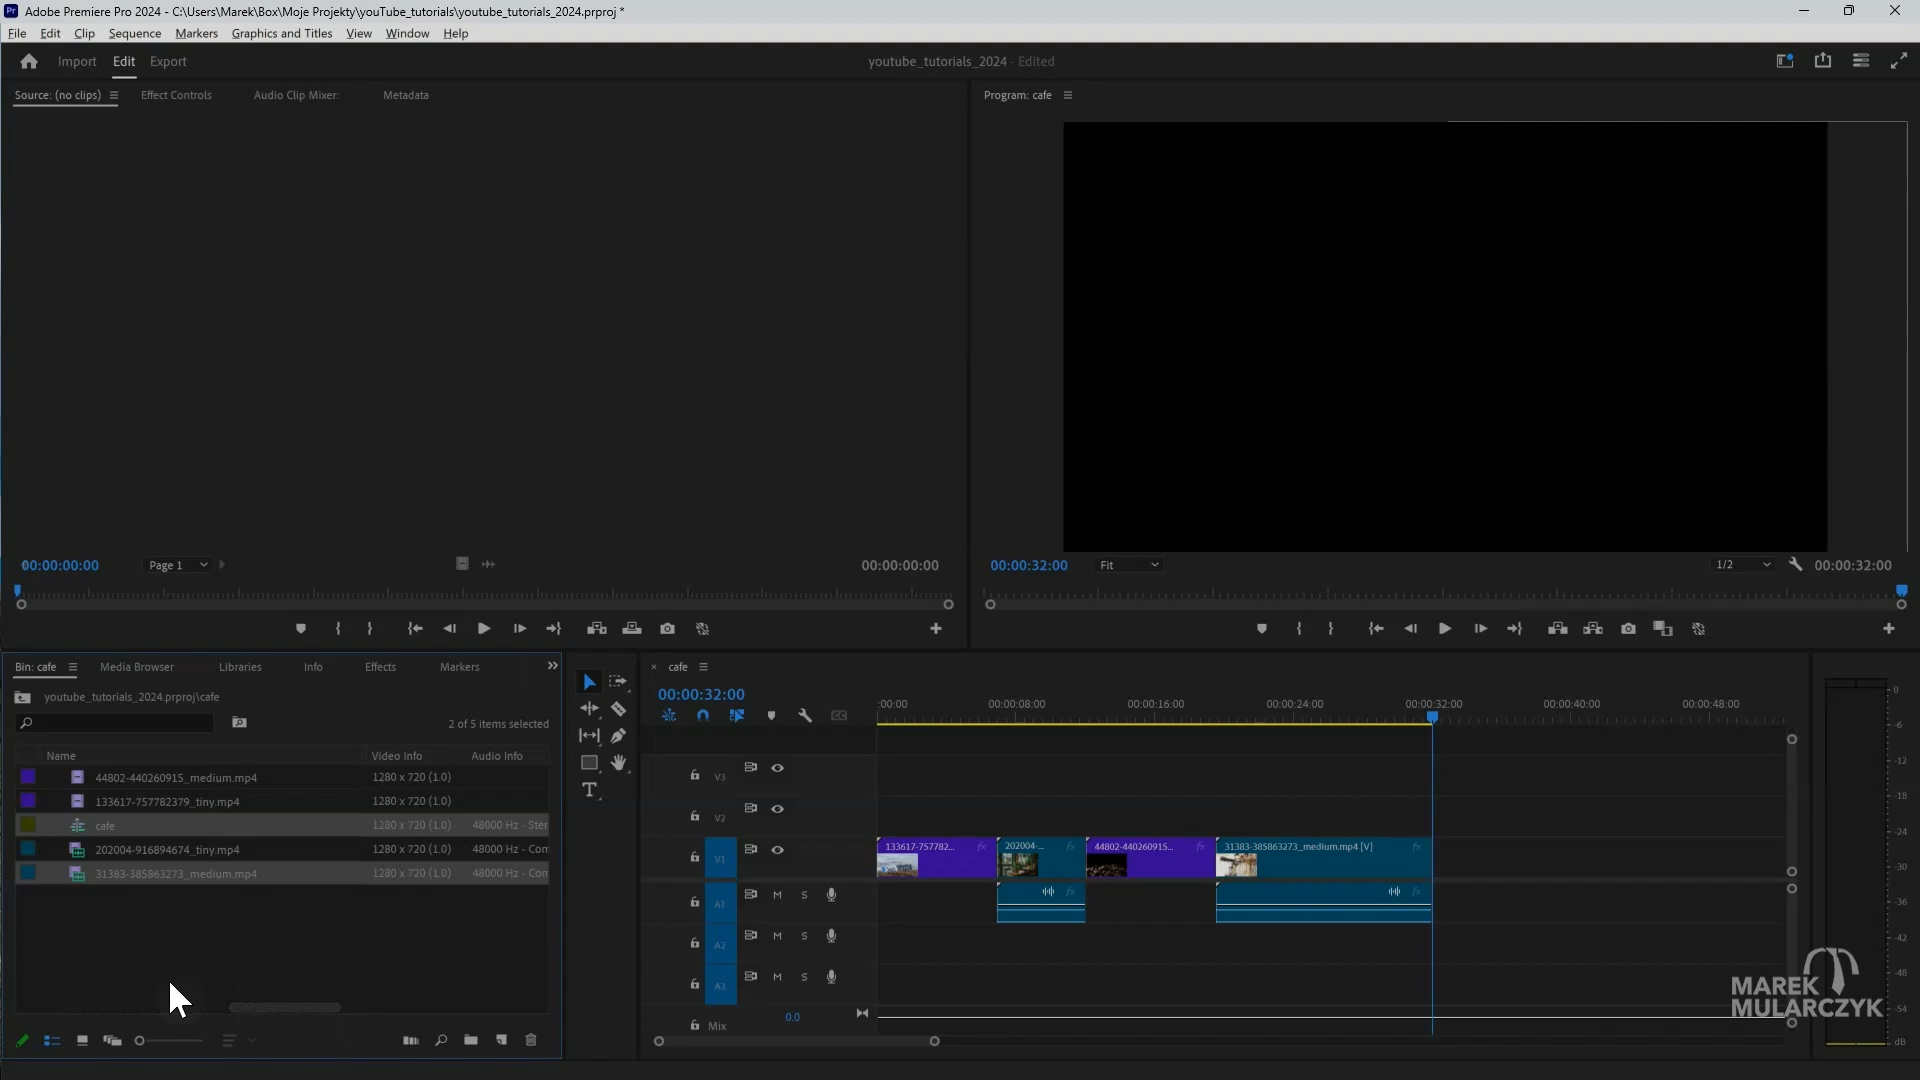 Adobe Premiere Pro 2024 - C:\Users\Marek\Box\Moje Projekty\youTube_tutorials\youtube_tutorials_2024.prproj *
File Edit Clip Sequence Markers Graphics and Titles View Window Help
Import Edit Export
youtube_tutorials_2024 - Edited
Source: (no clips) Effect Controls Audio Clip Mixer: Metadata
Program: cafe
00:00:00:00 Page 1 00:00:00:00
00:00:32:00 Fit 1/2 00:00:32:00
Bin: cafe Media Browser Libraries Info Effects Markers
youtube_tutorials_2024.prproj\cafe
2 of 5 items selected
Name Video Info Audio Info
44802-440260915_medium.mp4 1280 x 720 (1.0)
133617-757782379_tiny.mp4 1280 x 720 (1.0)
cafe 1280 x 720 (1.0) 48000 Hz - Ster
202004-916894674_tiny.mp4 1280 x 720 (1.0) 48000 Hz - Com
31383-385863273_medium.mp4 1280 x 720 (1.0) 48000 Hz - Com
cafe
00:00:32:00
:00:00 00:00:08:00 00:00:16:00 00:00:24:00 00:00:32:00 00:00:40:00 00:00:48:00
V3
V2
V1
133617-757782... fx 202004-... fx 44802-440260915... fx 31383-385863273_medium.mp4 [V] fx
A1 M S fx fx
A2 M S
A3 M S
Mix 0.0
0
-6
-12
-18
-24
-30
-36
-42
-48
-54
dB
MAREK
MULARCZYK